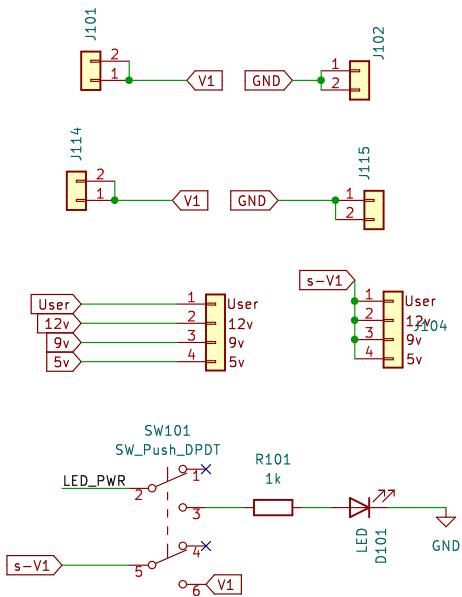 J101
2
1
V1
J102
GND
1
2
J114
2
1
V1
J115
GND
1
2
User
12v
9v
5v
1
2
3
4
User
12v
9v
5v
s-V1
1
2
3
4
User
12v
9v
5v
J104
SW101
SW_Push_DPDT
LED_PWR
2
1
3
R101
1k
LED
D101
GND
s-V1
5
4
6
V1